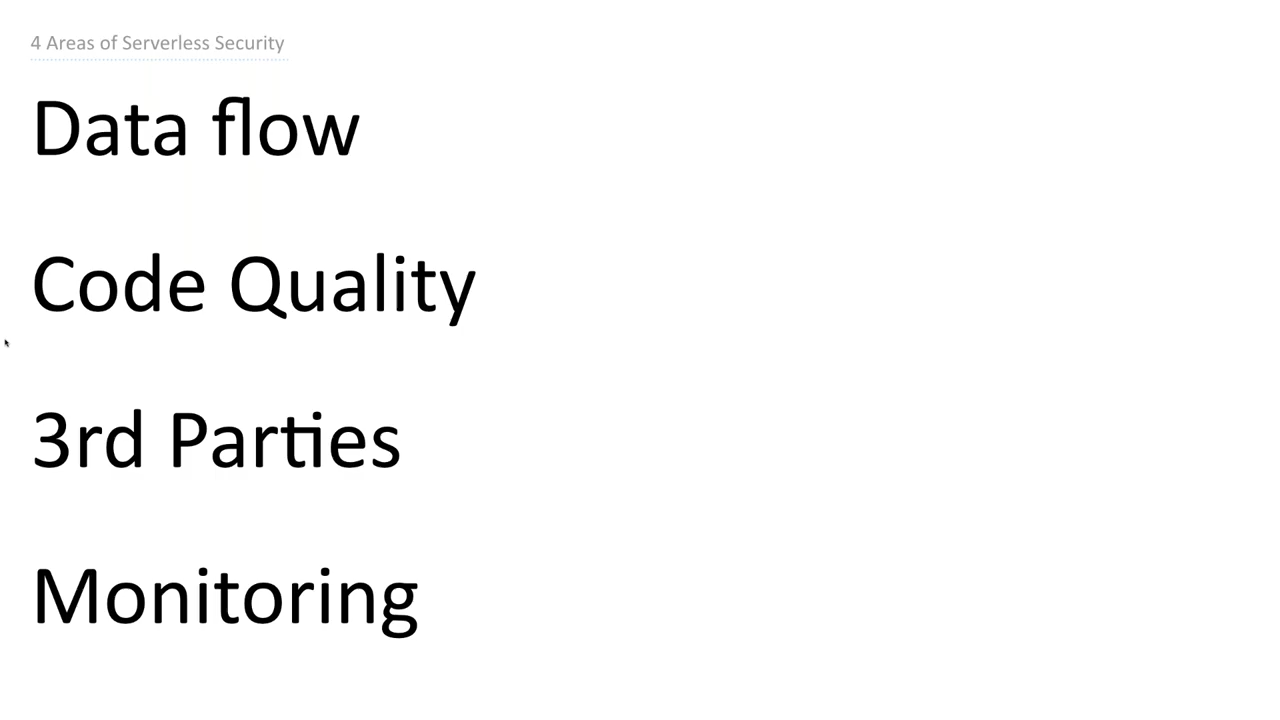 4 Areas of Serverless Security
Data flow
Code Quality
3rd Parties
Monitoring